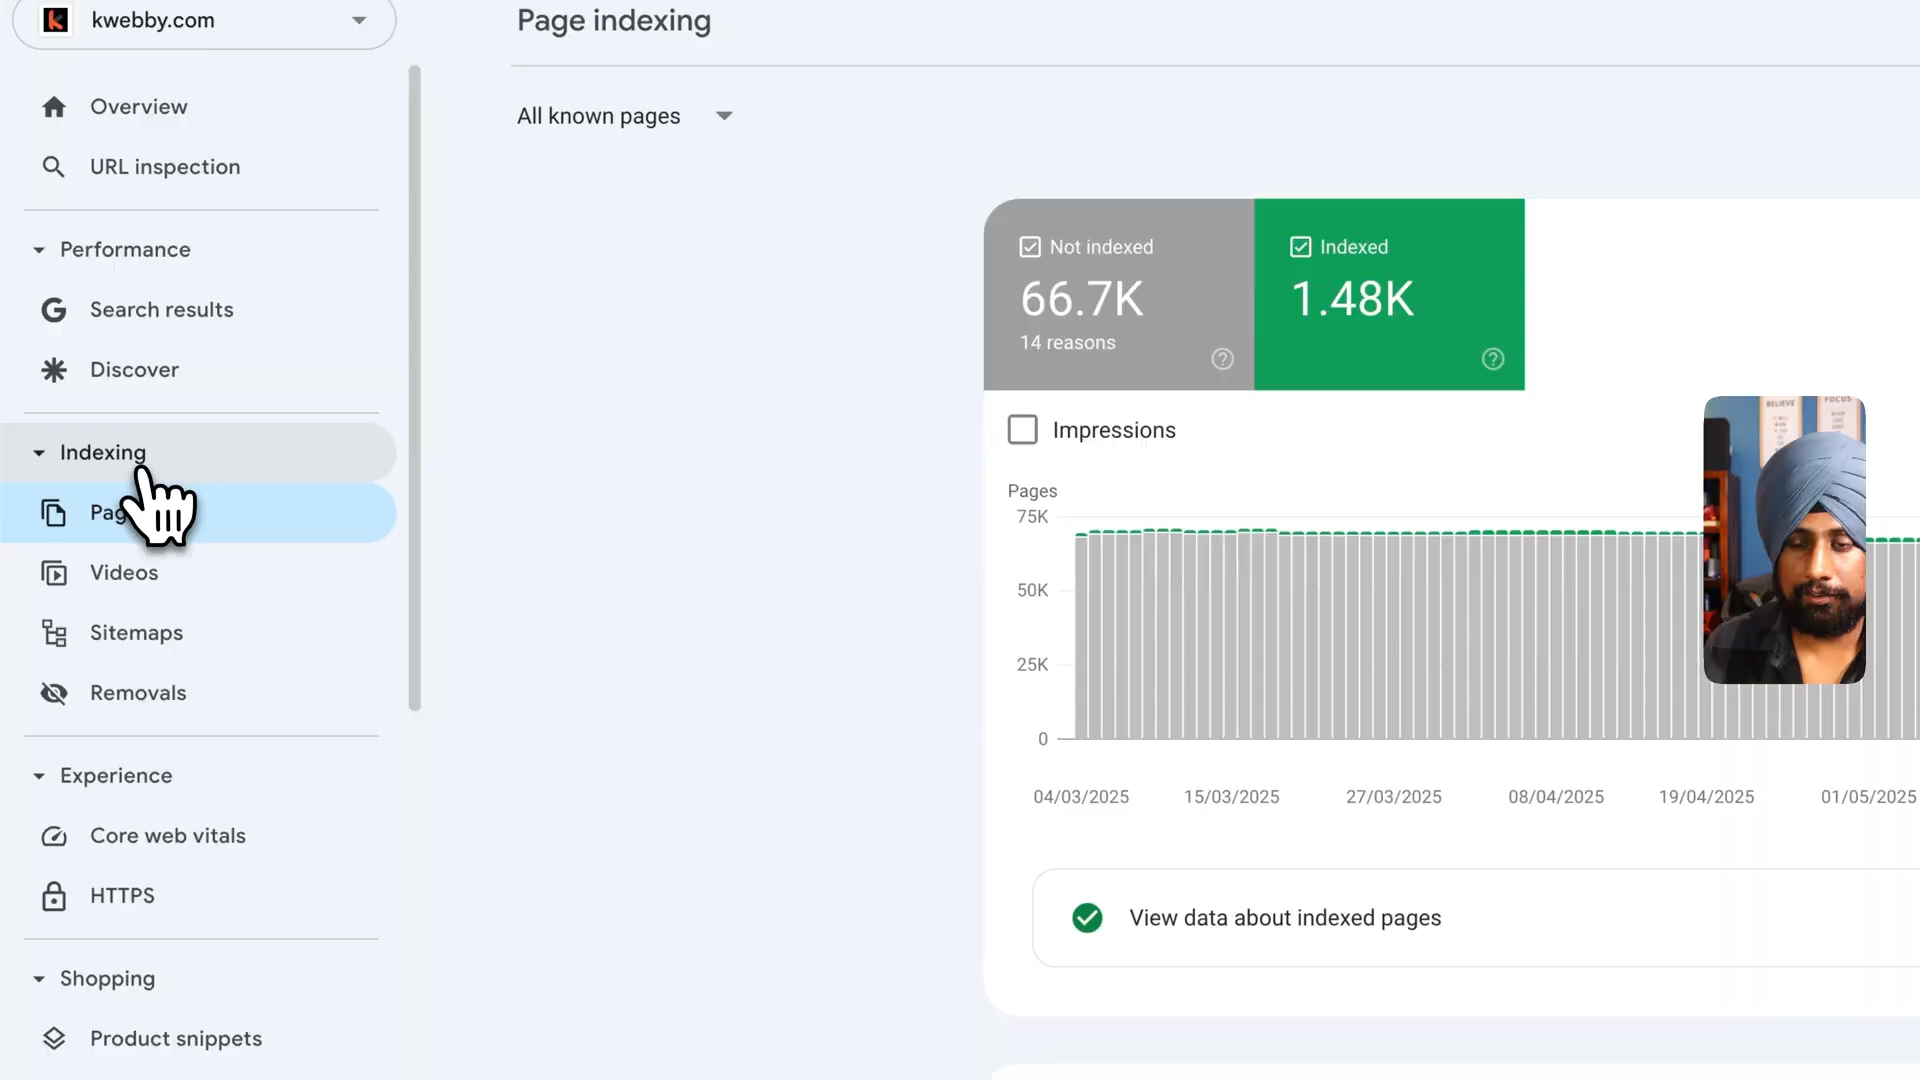 kwebby.com
Overview
URL inspection
Performance
Search results
Discover
Indexing
Videos
Sitemaps
Removals
Experience
Core web vitals
HTTPS
Shopping
Product snippets
Page indexing
All known pages
Not indexed
66.7K
14 reasons
Indexed
1.48K
Impressions
Pages
75K
50K
25K
0
04/03/2025
15/03/2025
27/03/2025
08/04/2025
19/04/2025
01/05/2025
View data about indexed pages
BELIEVE
FOCUS